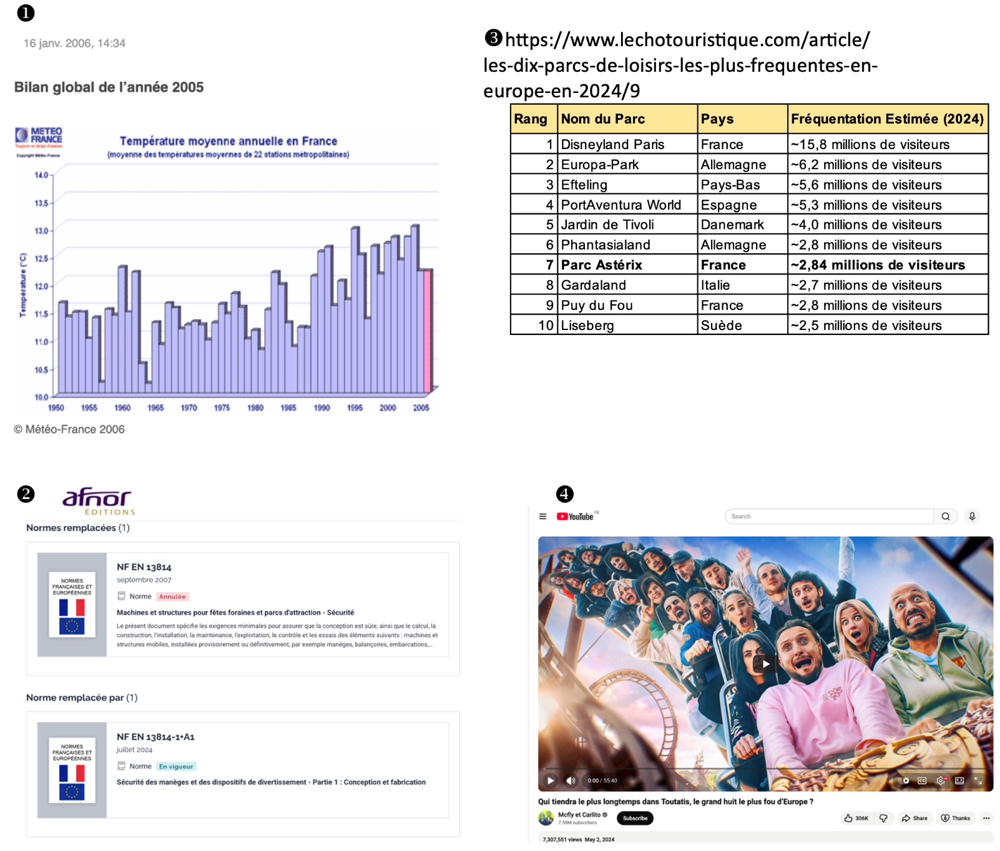 ❶
16 janv. 2006, 14:34
Bilan global de l'année 2005
METEO
FRANCE
Toujours un temps d'avance
Copyright Météo-France
Température moyenne annuelle en France
(moyenne des températures moyennes de 22 stations métropolitaines)
Température (°C)
14.0
13.5
13.0
12.5
12.0
11.5
11.0
10.5
10.0
1950 1955 1960 1965 1970 1975 1980 1985 1990 1995 2000 2005
© Météo-France 2006
❸https://www.lechotouristique.com/article/
les-dix-parcs-de-loisirs-les-plus-frequentes-en-
europe-en-2024/9
Rang Nom du Parc Pays Fréquentation Estimée (2024)
1 Disneyland Paris France ~15,8 millions de visiteurs
2 Europa-Park Allemagne ~6,2 millions de visiteurs
3 Efteling Pays-Bas ~5,6 millions de visiteurs
4 PortAventura World Espagne ~5,3 millions de visiteurs
5 Jardin de Tivoli Danemark ~4,0 millions de visiteurs
6 Phantasialand Allemagne ~2,8 millions de visiteurs
7 Parc Astérix France ~2,84 millions de visiteurs
8 Gardaland Italie ~2,7 millions de visiteurs
9 Puy du Fou France ~2,8 millions de visiteurs
10 Liseberg Suède ~2,5 millions de visiteurs
❷
afnor
ÉDITIONS
Normes remplacées (1)
NORMES
FRANÇAISES ET
EUROPÉENNES
NF EN 13814
septembre 2007
Norme Annulée
Machines et structures pour fêtes foraines et parcs d'attraction - Sécurité
Le présent document spécifie les exigences minimales pour assurer que la conception est sûre, ainsi que le calcul, la
construction, l'installation, la maintenance, l'exploitation, le contrôle et les essais des éléments suivants : machines et
structures mobiles, installées provisoirement ou définitivement, par exemple manèges, balançoires, embarcations,...
Norme remplacée par (1)
NORMES
FRANÇAISES ET
EUROPÉENNES
NF EN 13814-1+A1
juillet 2024
Norme En vigueur
Sécurité des manèges et des dispositifs de divertissement - Partie 1 : Conception et fabrication
❹
YouTube FR
Search
0:00 / 55:40
CC
Qui tiendra le plus longtemps dans Toutatis, le grand huit le plus fou d'Europe ?
Mcfly et Carlito
7.58M subscribers
Subscribe
306K
Share
Thanks
7,307,551 views May 2, 2024